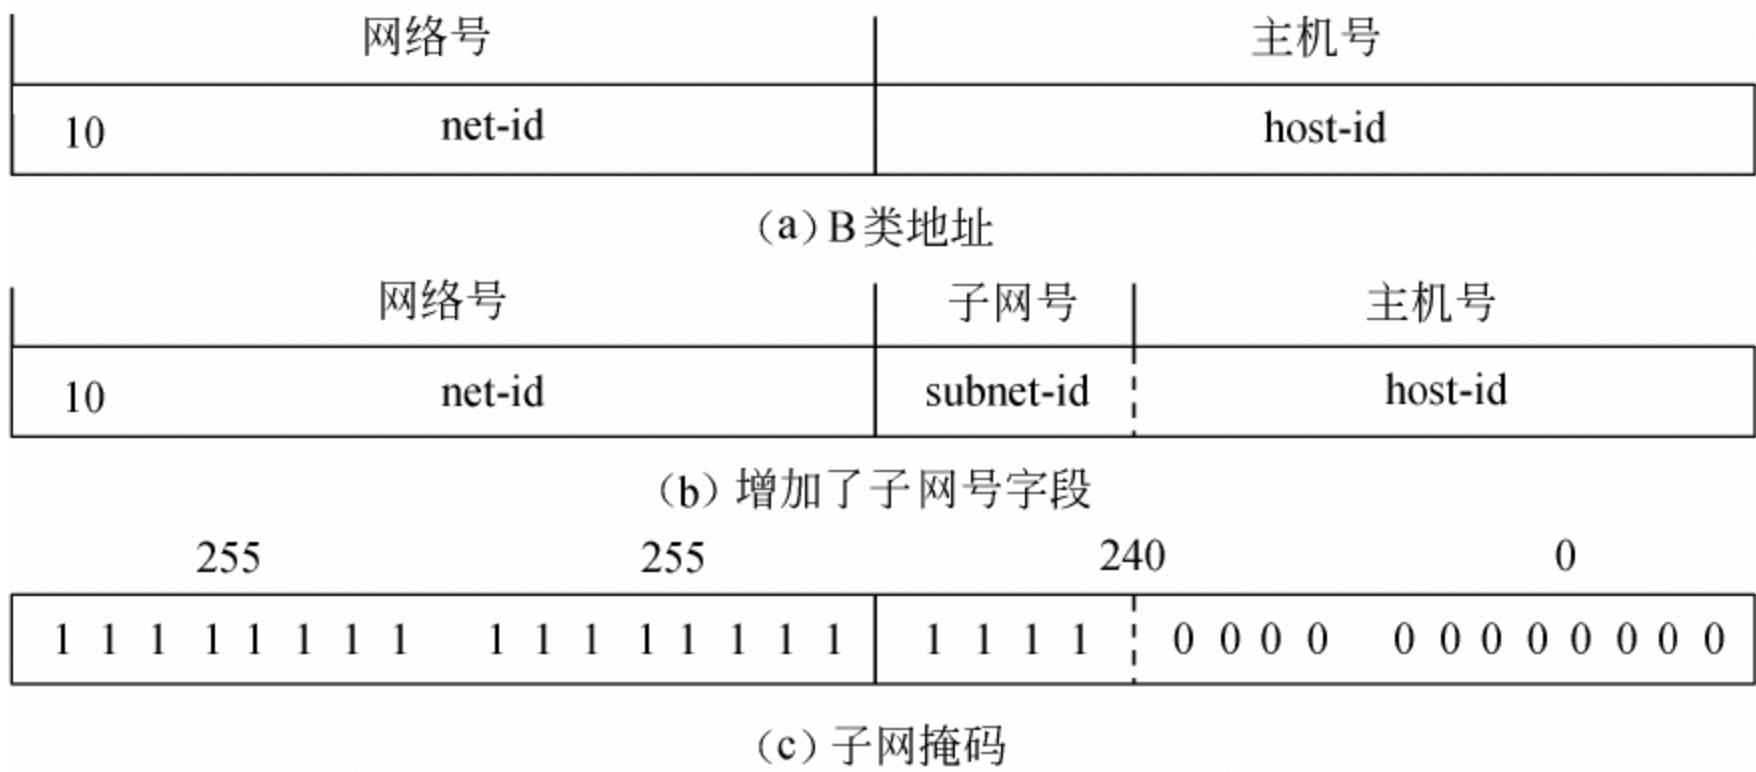 网络号 主机号
10 net-id host-id
(a) B类地址
网络号 子网号 主机号
10 net-id subnet-id host-id
(b) 增加了子网号字段
255 255 240 0
1 1 1 1 1 1 1 1 1 1 1 1 1 1 1 1 1 1 1 1 0 0 0 0 0 0 0 0 0 0 0 0
(c) 子网掩码